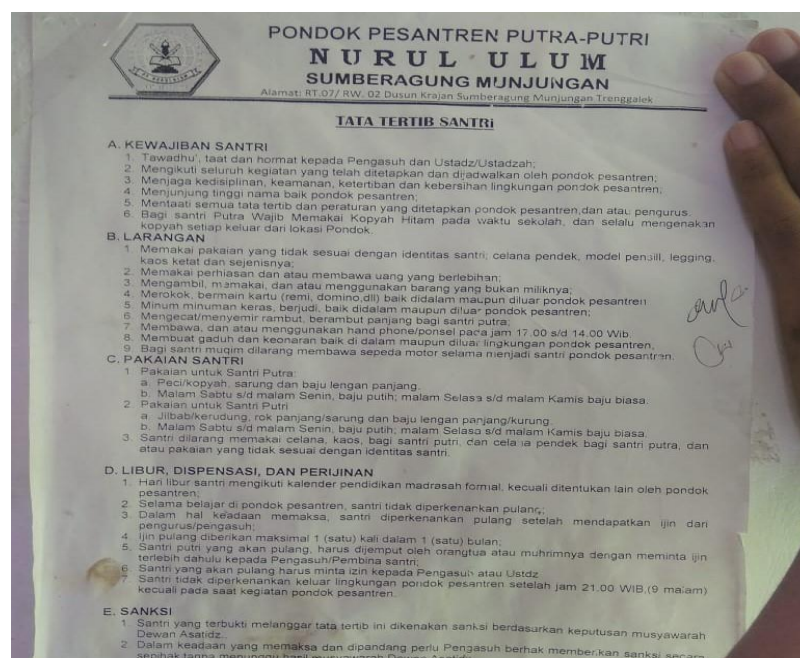 PONDOK PESANTREN PUTRA-PUTRI
NURUL ULUM
SUMBERAGUNG MUNJUNGAN
Alamat: RT.07/ RW. 02 Dusun Krajan Sumberagung Munjungan Trenggalek
TATA TERTIB SANTRI
A. KEWAJIBAN SANTRI
1. Tawadhu', taat dan hormat kepada Pengasuh dan Ustadz/Ustadzah;
2. Mengikuti seluruh kegiatan yang telah ditetapkan dan dijadwalkan oleh pondok pesantren;
3. Menjaga kedisiplinan, keamanan, ketertiban dan kebersihan lingkungan pondok pesantren;
4. Menjunjung tinggi nama baik pondok pesantren;
5. Mentaati semua tata tertib dan peraturan yang ditetapkan pondok pesantren,dan atau pengurus.
6. Bagi santri Putra Wajib Memakai Kopyah Hitam pada waktu sekolah, dan selalu mengenakan
kopyah setiap keluar dari lokasi Pondok.
B. LARANGAN
1. Memakai pakaian yang tidak sesuai dengan identitas santri; celana pendek, model pensill, legging,
kaos ketat dan sejenisnya;
2. Memakai perhiasan dan atau membawa uang yang berlebihan;
3. Mengambil, memakai, dan atau menggunakan barang yang bukan miliknya;
4. Merokok, bermain kartu (remi, domino,dll) baik didalam maupun diluar pondok pesantren
5. Minum minuman keras, berjudi, baik didalam maupun diluar pondok pesantren;
6. Mengecat/menyemir rambut, berambut panjang bagi santri putra;
7. Membawa, dan atau menggunakan hand phone/ponsel pada jam 17.00 s/d 14.00 Wib,
8. Membuat gaduh dan keonaran baik di dalam maupun diluar lingkungan pondok pesantren,
9. Bagi santri muqim dilarang membawa sepeda motor selama menjadi santri pondok pesantren.
C. PAKAIAN SANTRI
1. Pakaian untuk Santri Putra:
a. Peci/kopyah, sarung dan baju lengan panjang.
b. Malam Sabtu s/d malam Senin, baju putih; malam Selasa s/d malam Kamis baju biasa.
2. Pakaian untuk Santri Putri
a. Jilbab/kerudung, rok panjang/sarung dan baju lengan panjang/kurung.
b. Malam Sabtu s/d malam Senin, baju putih; malam Selasa s/d malam Kamis baju biasa.
3. Santri dilarang memakai celana, kaos, bagi santri putri, dan celana pendek bagi santri putra, dan
atau pakaian yang tidak sesuai dengan identitas santri.
D. LIBUR, DISPENSASI, DAN PERIJINAN
1. Hari libur santri mengikuti kalender pendidikan madrasah formal, kecuali ditentukan lain oleh pondok
pesantren;
2. Selama belajar di pondok pesantren, santri tidak diperkenankan pulang;
3. Dalam hal keadaan memaksa, santri diperkenankan pulang setelah mendapatkan ijin dari
pengurus/pengasuh;
4. Ijin pulang diberikan maksimal 1 (satu) kali dalam 1 (satu) bulan;
5. Santri putri yang akan pulang, harus dijemput oleh orangtua atau muhrimnya dengan meminta ijin
terlebih dahulu kepada Pengasuh/Pembina santri;
6. Santri yang akan pulang harus minta izin kepada Pengasuh atau Ustdz
7. Santri tidak diperkenankan keluar lingkungan pondok pesantren setelah jam 21.00 WIB.(9 malam)
kecuali pada saat kegiatan pondok pesantren.
E. SANKSI
1. Santri yang terbukti melanggar tata tertib ini dikenakan sanksi berdasarkan keputusan musyawarah
Dewan Asatidz.
2. Dalam keadaan yang memaksa dan dipandang perlu Pengasuh berhak memberikan sanksi secara
sepihak tanpa menunggu hasil musyawarah Dewan Asatidz